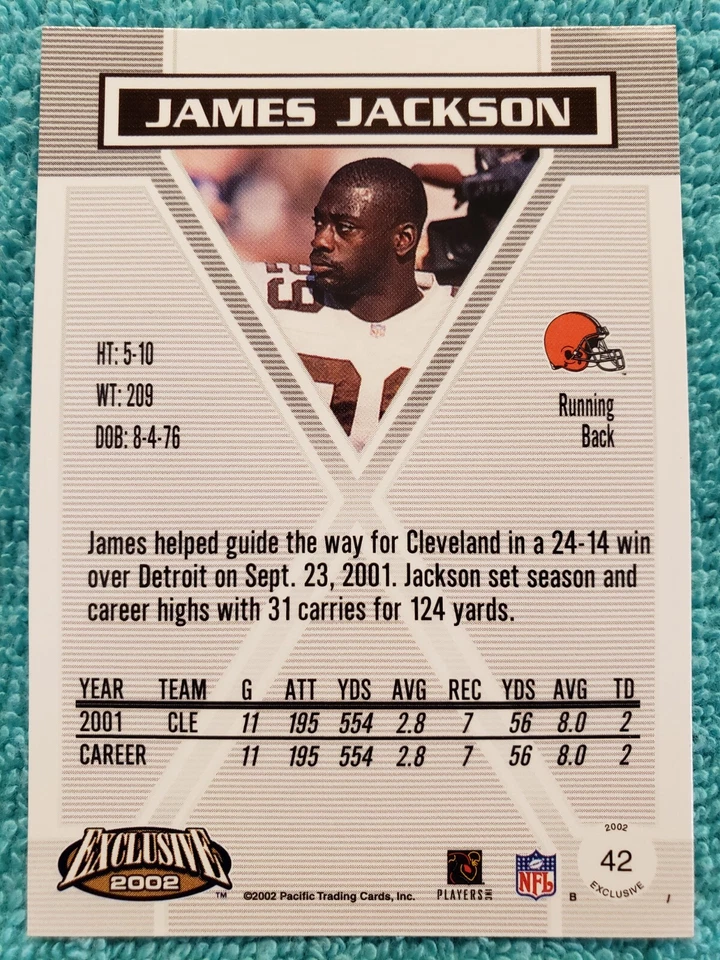 JAMES JACKSON
HT: 5-10
WT: 209
DOB: 8-4-76
Running
Back
James helped guide the way for Cleveland in a 24-14 win
over Detroit on Sept. 23, 2001. Jackson set season and
career highs with 31 carries for 124 yards.
YEAR TEAM G ATT YDS AVG REC YDS AVG TD
2001 CLE 11 195 554 2.8 7 56 8.0 2
CAREER 11 195 554 2.8 7 56 8.0 2
EXCLUSIVE
2002
™ ©2002 Pacific Trading Cards, Inc.
PLAYERS INC
NFL
B
2002
42
EXCLUSIVE